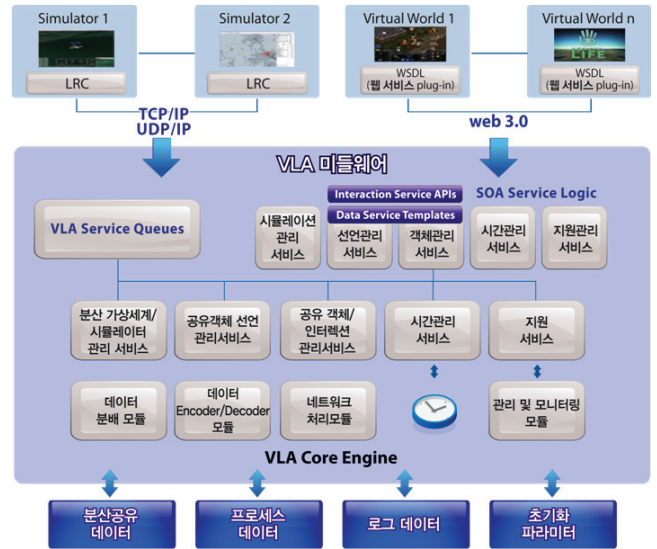 Simulator 1
Simulator 2
Virtual World 1
Virtual World n
LIFE
LRC
LRC
WSDL
(웹 서비스 plug-in)
WSDL
(웹 서비스 plug-in)
TCP/IP
UDP/IP
web 3.0
VLA 미들웨어
Interaction Service APIs
SOA Service Logic
Data Service Templates
VLA Service Queues
시뮬레이션
관리
서비스
선언관리
서비스
객체관리
서비스
시간관리
서비스
지원관리
서비스
분산 가상세계/
시뮬레이터
관리 서비스
공유객체 선언
관리서비스
공유 객체/
인터렉션
관리서비스
시간관리
서비스
지원
서비스
데이터
분배 모듈
데이터
Encoder/Decoder
모듈
네트워크
처리모듈
관리 및 모니터링
모듈
VLA Core Engine
분산공유
데이터
프로세스
데이터
로그 데이터
초기화
파라미터